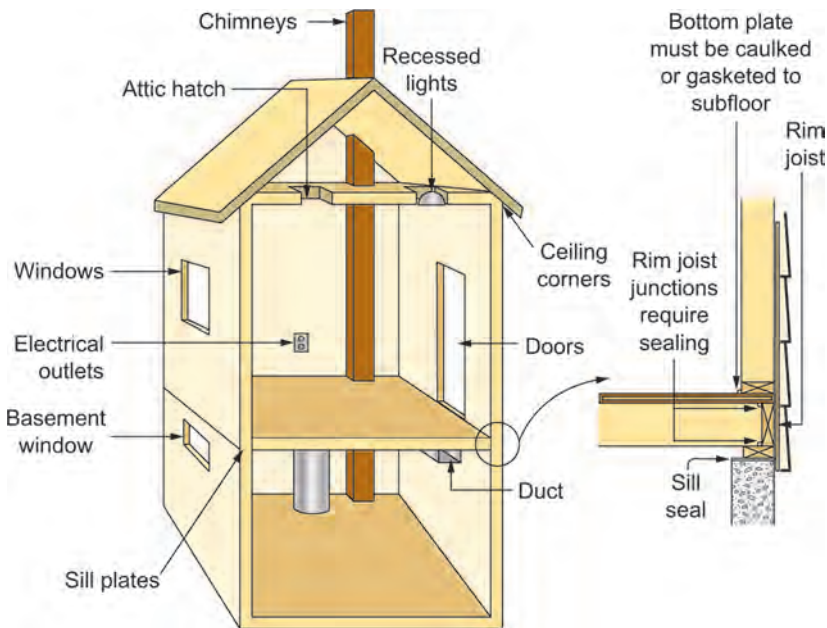 Chimneys
Recessed
lights
Attic hatch
Ceiling
corners
Windows
Electrical
outlets
Doors
Basement
window
Duct
Sill plates
Bottom plate
must be caulked
or gasketed to
subfloor
Rim
joist
Rim joist
junctions
require
sealing
Sill
seal